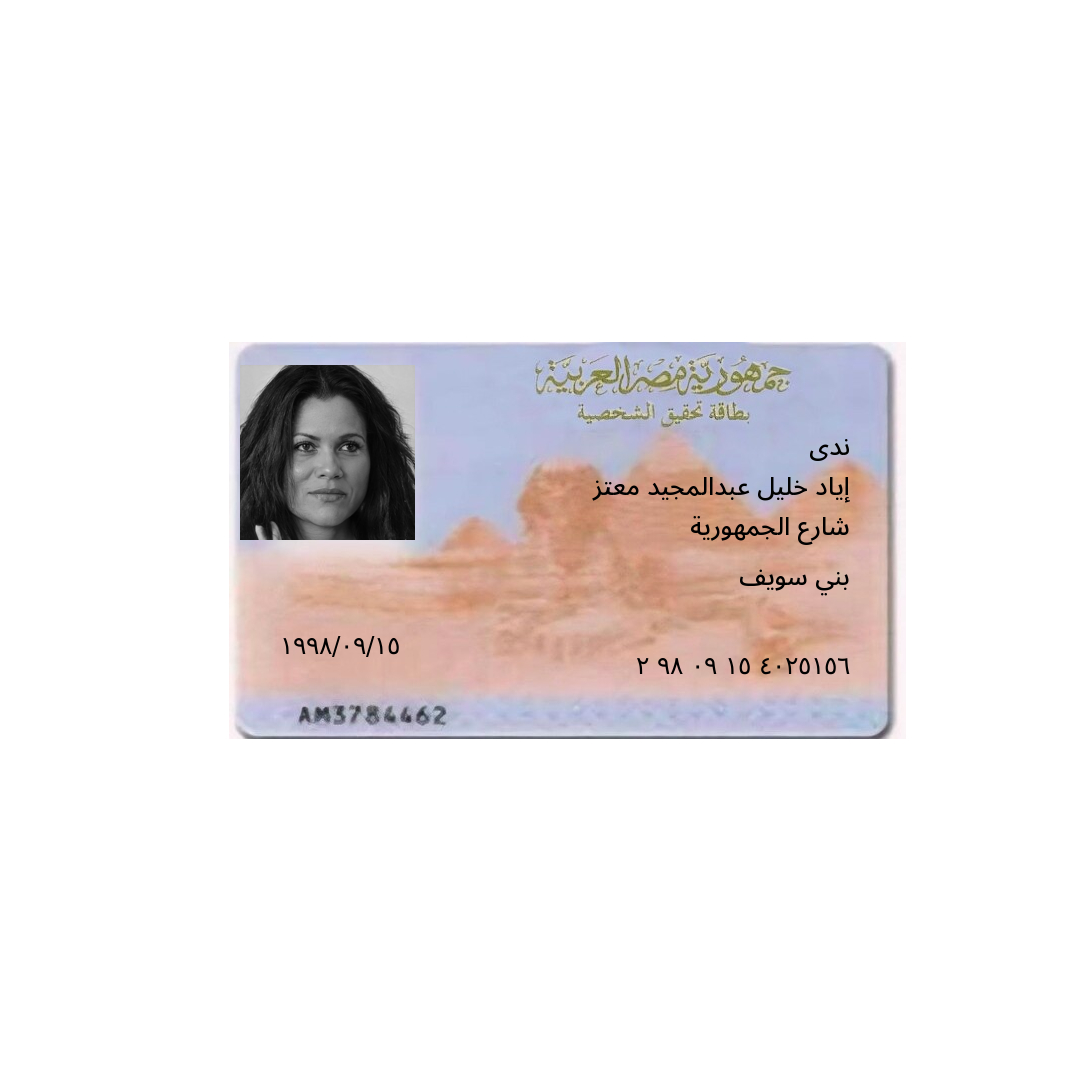 جمهورية مصر العربية
بطاقة تحقيق الشخصية
ندى
إياد خليل عبدالمجيد معتز
شارع الجمهورية
بني سويف
١٩٩٨/٠٩/١٥
٢ ٩٨ ٠٩ ١٥ ٤٠٢٥١٥٦
AM3784462